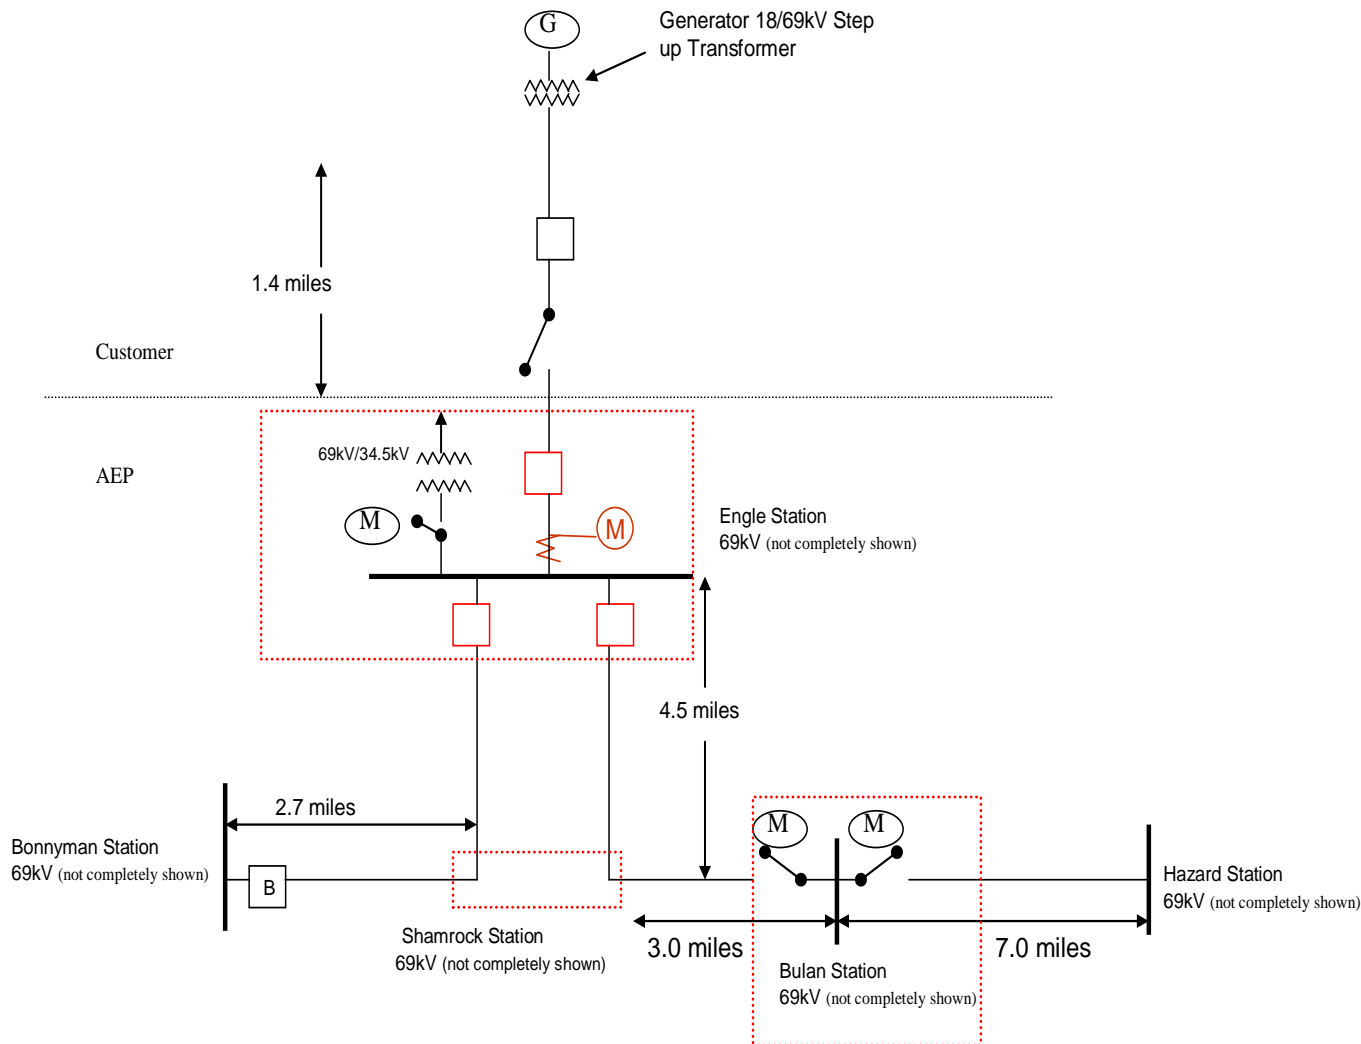 G
Generator 18/69kV Step
up Transformer
1.4 miles
Customer
AEP
69kV/34.5kV
M
M
Engle Station
69kV (not completely shown)
4.5 miles
2.7 miles
M
M
Bonnyman Station
69kV (not completely shown)
B
Hazard Station
69kV (not completely shown)
Shamrock Station
69kV (not completely shown)
3.0 miles
7.0 miles
Bulan Station
69kV (not completely shown)